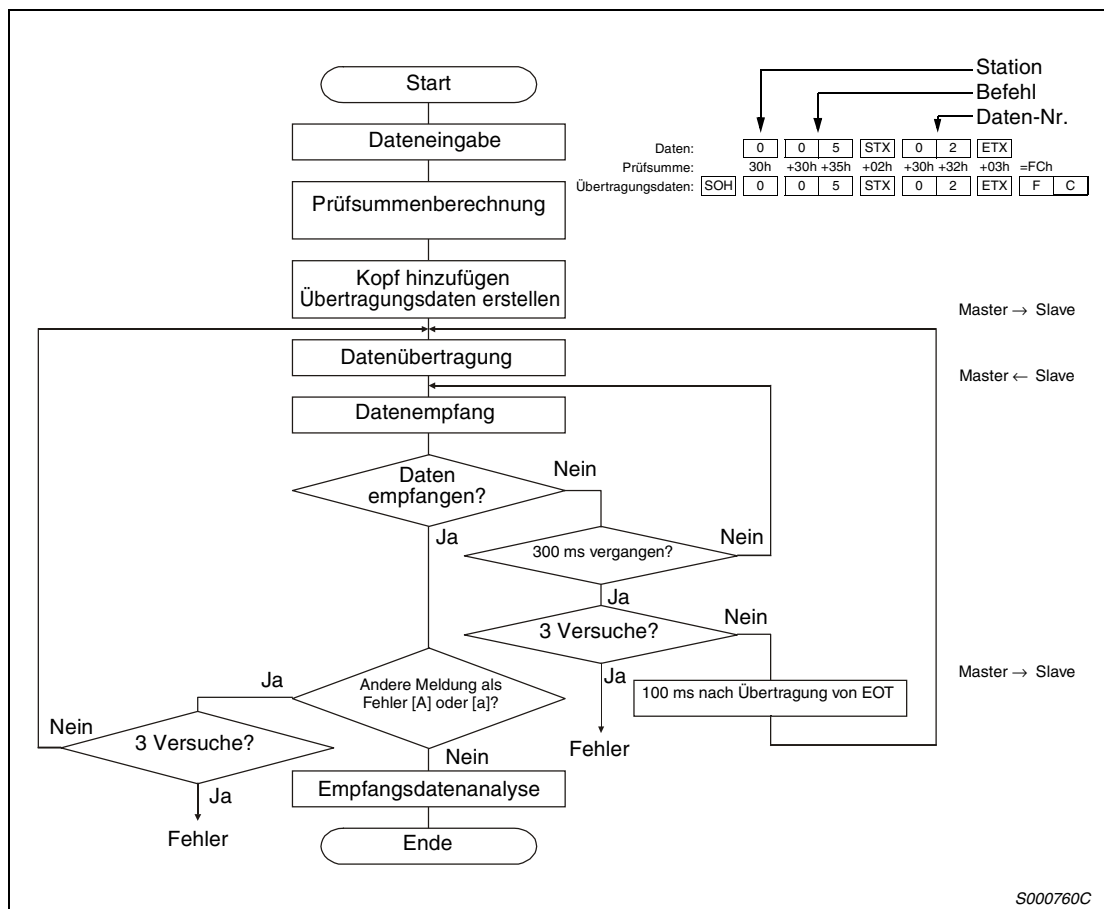 Start
Dateneingabe
Prüfsummenberechnung
Kopf hinzufügen
Übertragungsdaten erstellen
Station
Befehl
Daten-Nr.
Daten: 0 0 5 STX 0 2 ETX
Prüfsumme: 30h +30h +35h +02h +30h +32h +03h =FCh
Übertragungsdaten: SOH 0 0 5 STX 0 2 ETX F C
Master → Slave
Datenübertragung
Master ← Slave
Datenempfang
Daten
empfangen?
Nein
Ja
300 ms vergangen?
Nein
Ja
3 Versuche?
Nein
Ja
Fehler
100 ms nach Übertragung von EOT
Master → Slave
Andere Meldung als
Fehler [A] oder [a]?
Ja
Nein
3 Versuche?
Nein
Ja
Fehler
Empfangsdatenanalyse
Ende
S000760C